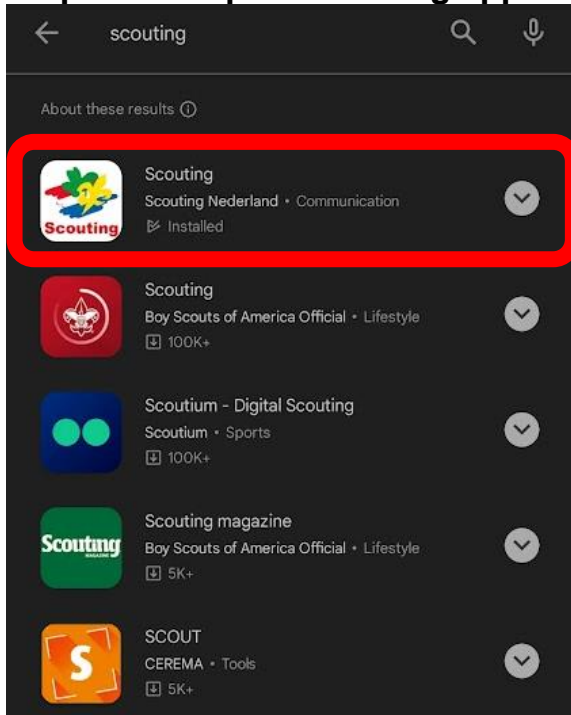 scouting
About these results
Scouting
Scouting
Scouting Nederland • Communication
Installed
Scouting
Boy Scouts of America Official • Lifestyle
100K+
Scoutium - Digital Scouting
Scoutium • Sports
100K+
Scouting
MAGAZINE
Scouting magazine
Boy Scouts of America Official • Lifestyle
5K+
S
SCOUT
CEREMA • Tools
5K+